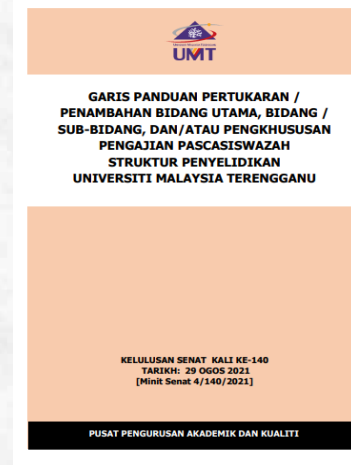 UMT
GARIS PANDUAN PERTUKARAN /
PENAMBAHAN BIDANG UTAMA, BIDANG /
SUB-BIDANG, DAN/ATAU PENGKHUSUSAN
PENGAJIAN PASCASISWAZAH
STRUKTUR PENYELIDIKAN
UNIVERSITI MALAYSIA TERENGGANU
KELULUSAN SENAT KALI KE-140
TARIKH: 29 OGOS 2021
[Minit Senat 4/140/2021]
PUSAT PENGURUSAN AKADEMIK DAN KUALITI